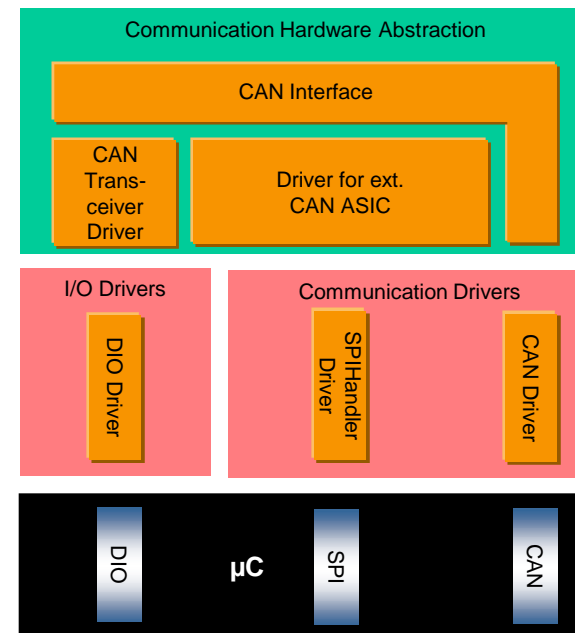 Communication Hardware Abstraction
CAN Interface
CAN
Trans-
ceiver
Driver
Driver for ext.
CAN ASIC
I/O Drivers
Communication Drivers
DIO Driver
SPIHandler
Driver
CAN Driver
DIO
µC
SPI
CAN